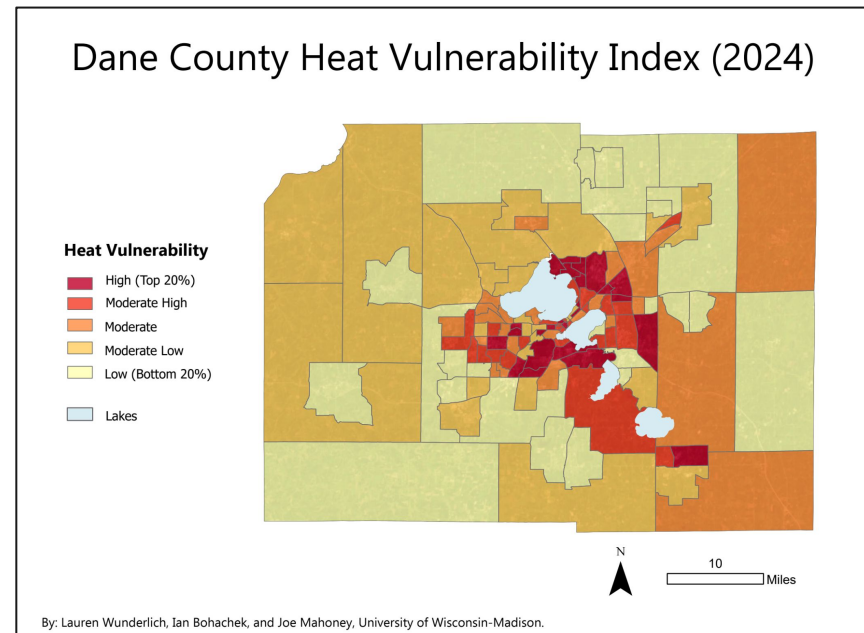 Dane County Heat Vulnerability Index (2024)
Heat Vulnerability
High (Top 20%)
Moderate High
Moderate
Moderate Low
Low (Bottom 20%)
Lakes
N
10
Miles
By: Lauren Wunderlich, Ian Bohachek, and Joe Mahoney, University of Wisconsin-Madison.